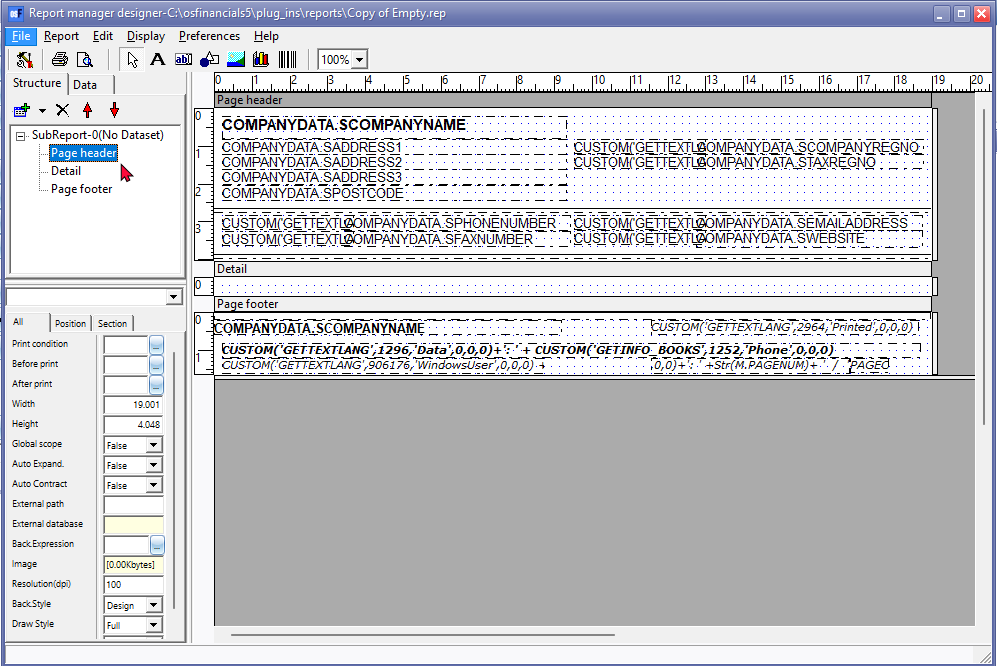 Report manager designer-C:\osfinancials5\plug_ins\reports\Copy of Empty.rep
File Report Edit Display Preferences Help
A ab| 100%
Structure Data
SubReport-0(No Dataset)
Page header
Detail
Page footer
All Position Section
Print condition
Before print
After print
Width 19.001
Height 4.048
Global scope False
Auto Expand. False
Auto Contract False
External path
External database
Back.Expression
Image [0.00Kbytes]
Resolution(dpi) 100
Back.Style Design
Draw Style Full
0 1 2 3 4 5 6 7 8 9 10 11 12 13 14 15 16 17 18 19 20
Page header
0 1 2 3
COMPANYDATA.SCOMPANYNAME
COMPANYDATA.SADDRESS1 CUSTOM('GETTEXTL COMPANYDATA.SCOMPANYREGNO
COMPANYDATA.SADDRESS2 CUSTOM('GETTEXTL COMPANYDATA.STAXREGNO
COMPANYDATA.SADDRESS3
COMPANYDATA.SPOSTCODE
CUSTOM('GETTEXTL COMPANYDATA.SPHONENUMBER CUSTOM('GETTEXTL COMPANYDATA.SEMAILADDRESS
CUSTOM('GETTEXTL COMPANYDATA.SFAXNUMBER CUSTOM('GETTEXTL COMPANYDATA.SWEBSITE
Detail
0
Page footer
0 1
COMPANYDATA.SCOMPANYNAME CUSTOM('GETTEXTLANG',2964,'Printed',0,0,0)
CUSTOM('GETTEXTLANG',1296,'Data',0,0,0)+': ' + CUSTOM('GETINFO_BOOKS',1252,'Phone',0,0,0)
CUSTOM('GETTEXTLANG',906176,'WindowsUser',0,0,0) + 0,0)+': '+Str(M.PAGENUM)+ ' / ' PAGEC